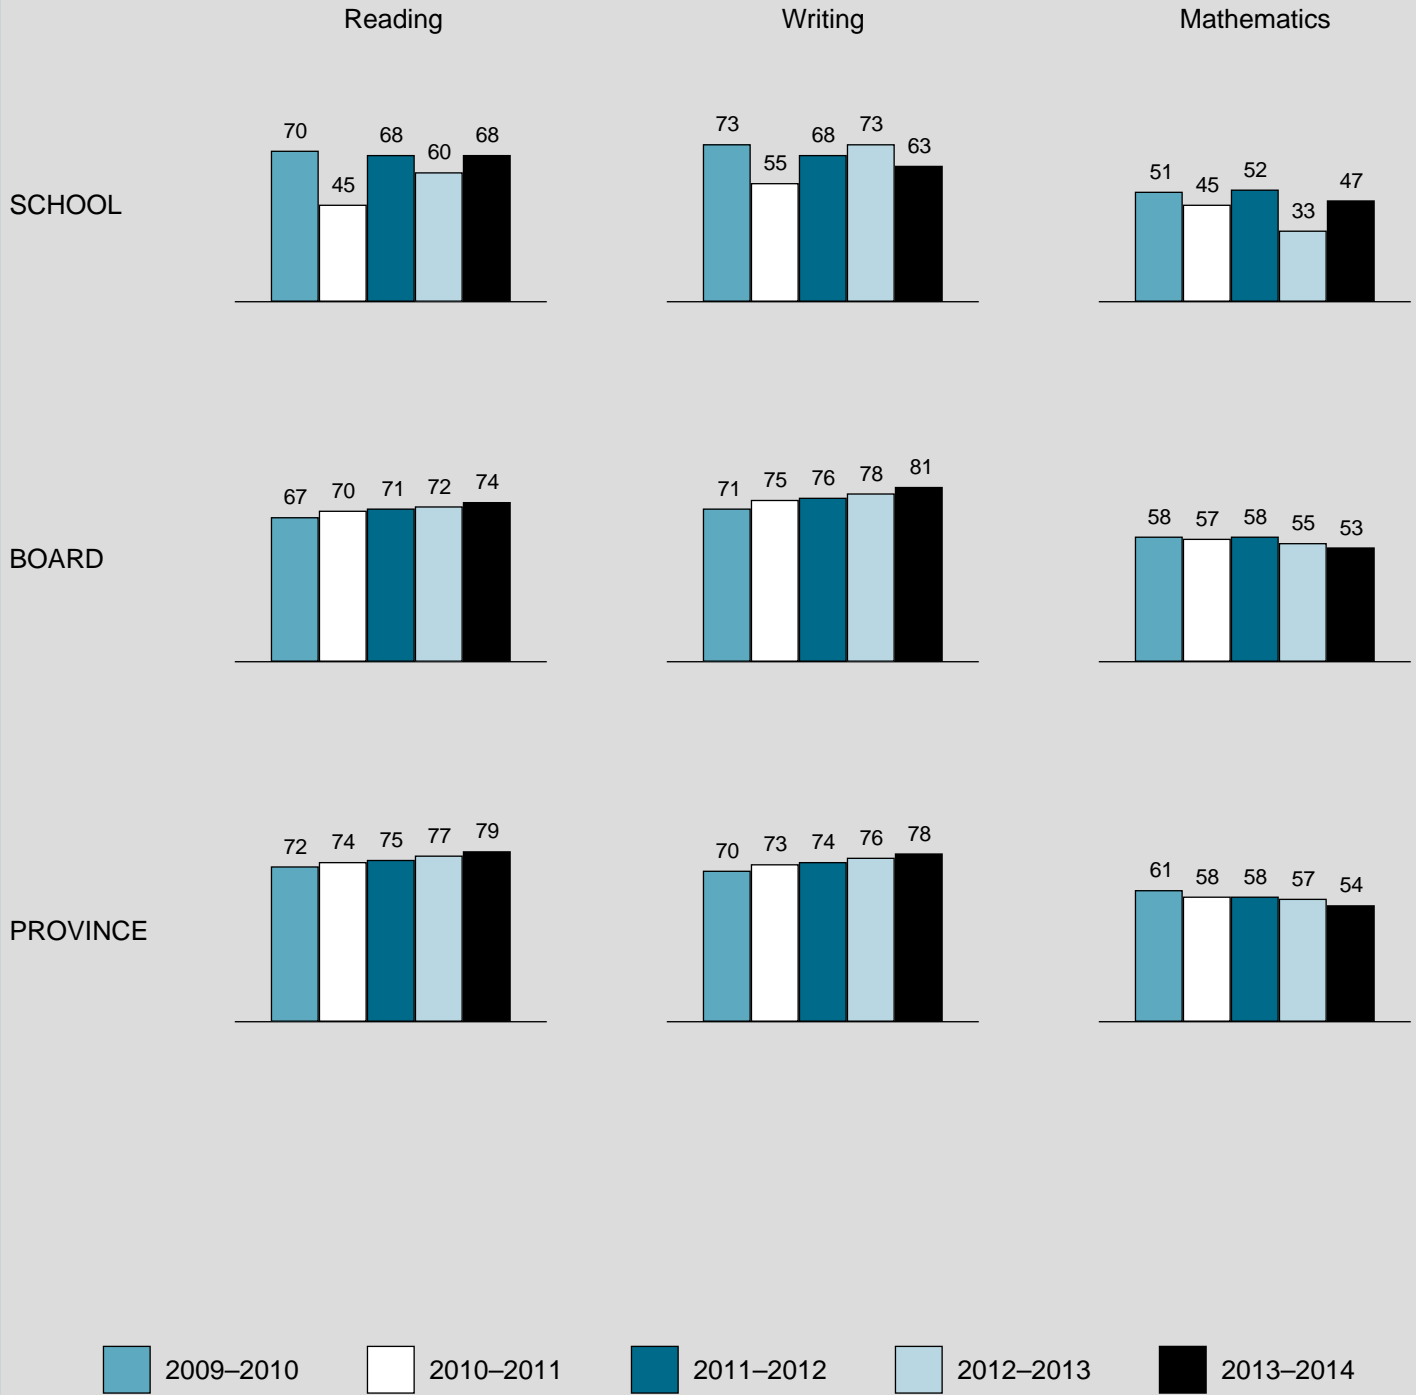 Reading Writing Mathematics
SCHOOL
70 45 68 60 68
73 55 68 73 63
51 45 52 33 47
BOARD
67 70 71 72 74
71 75 76 78 81
58 57 58 55 53
PROVINCE
72 74 75 77 79
70 73 74 76 78
61 58 58 57 54
2009–2010 2010–2011 2011–2012 2012–2013 2013–2014